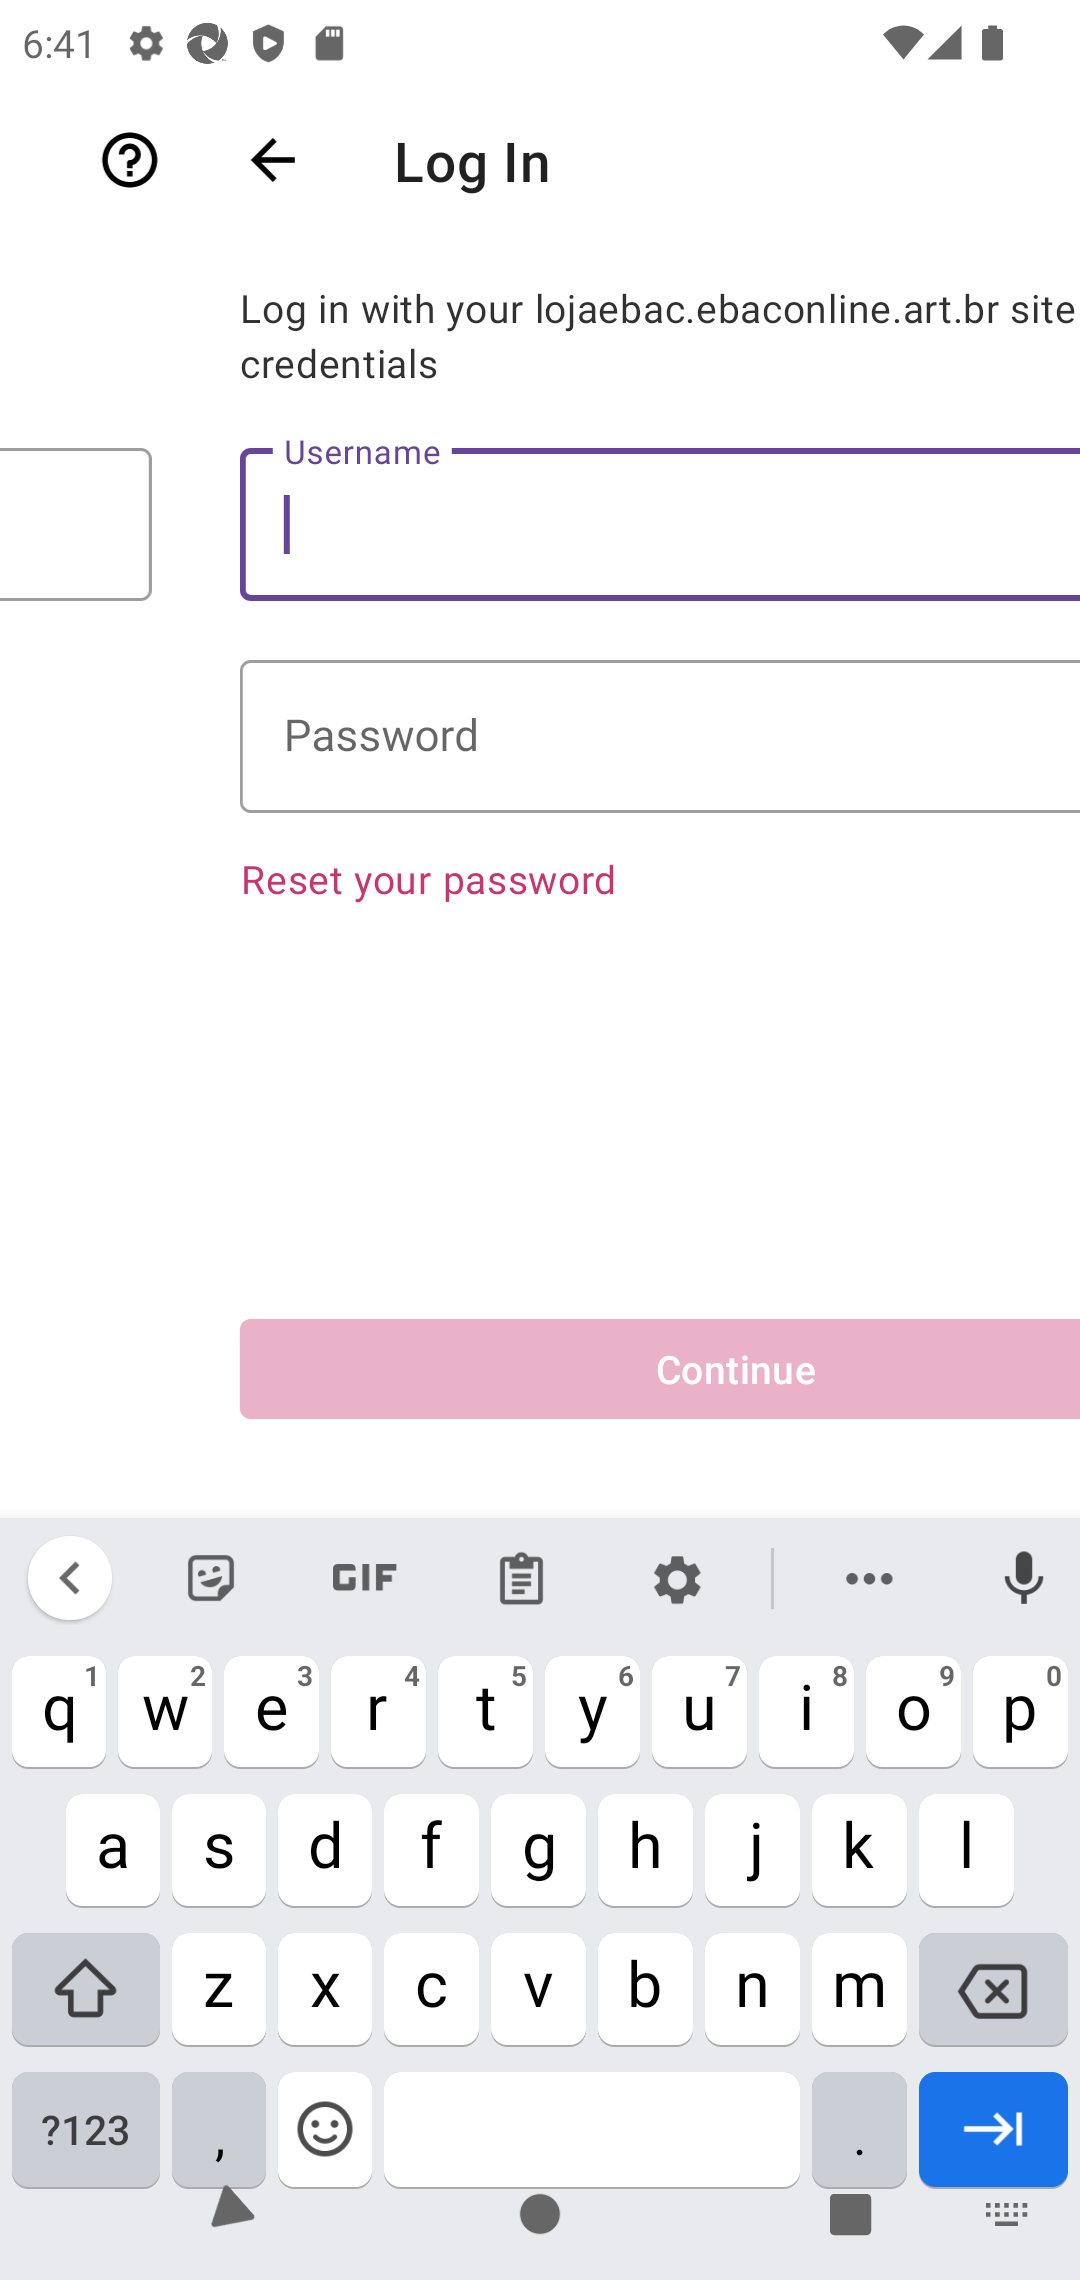 6:41
Log In
Log in with your lojaebac.ebaconline.art.br site
credentials
Username
Password
Reset your password
Continue
GIF
1 2 3 4 5 6 7 8 9 0
q w e r t y u i o p
a s d f g h j k l
z x c v b n m
?123 , .